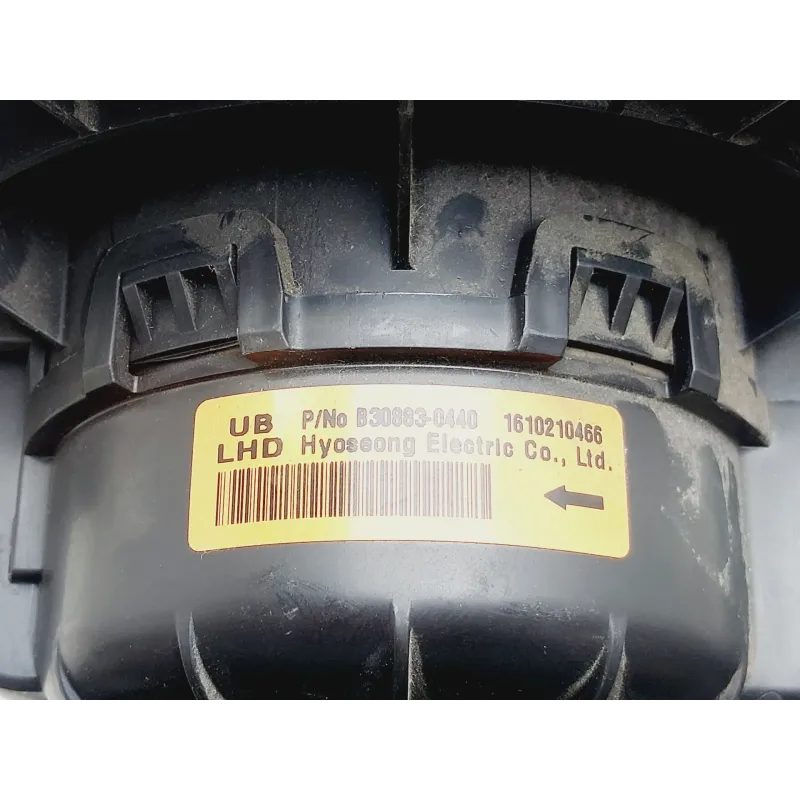 UB P/No B30883-0440 1610210466
LHD Hyoseong Electric Co., Ltd.